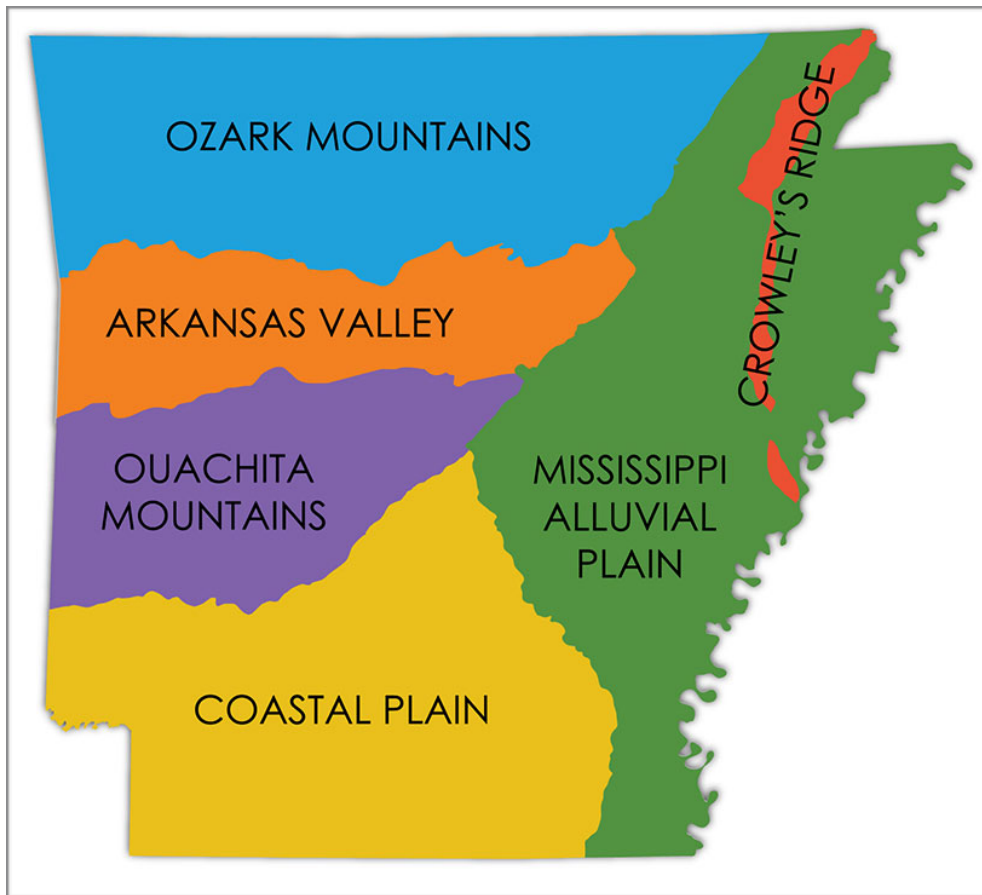 OZARK MOUNTAINS
CROWLEY'S RIDGE
ARKANSAS VALLEY
OUACHITA
MOUNTAINS
MISSISSIPPI
ALLUVIAL
PLAIN
COASTAL PLAIN